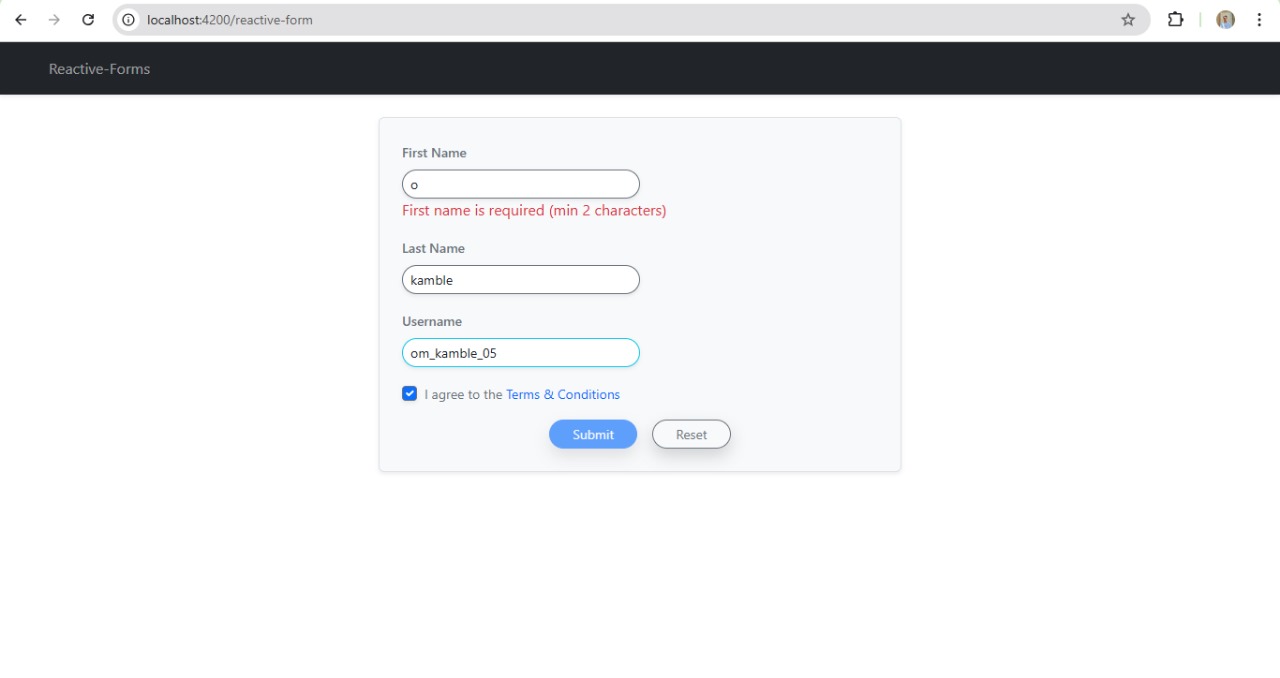 localhost:4200/reactive-form
Reactive-Forms
First Name
o
First name is required (min 2 characters)
Last Name
kamble
Username
om_kamble_05
I agree to the Terms & Conditions
Submit Reset